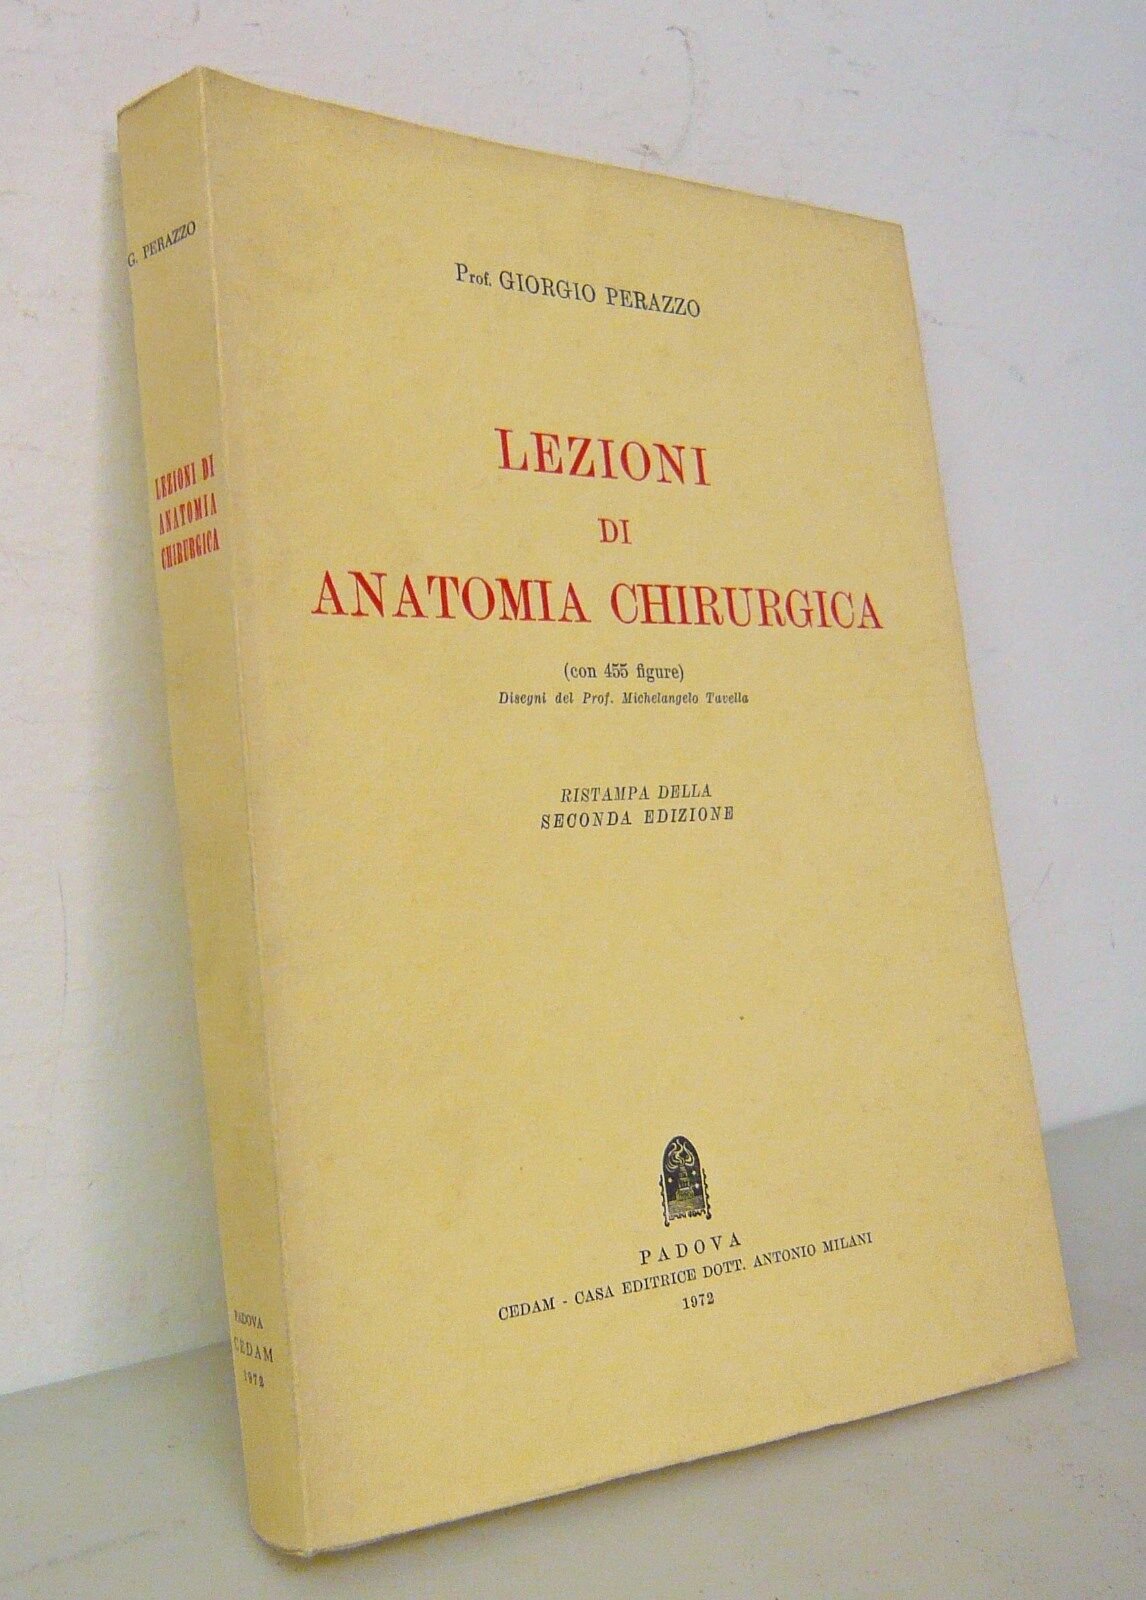 G. PERAZZO
LEZIONI DI
ANATOMIA
CHIRURGICA
PADOVA
CEDAM
1972
Prof. GIORGIO PERAZZO
LEZIONI
DI
ANATOMIA CHIRURGICA
(con 455 figure)
Disegni del Prof. Michelangelo Tavella
RISTAMPA DELLA
SECONDA EDIZIONE
PADOVA
CEDAM - CASA EDITRICE DOTT. ANTONIO MILANI
1972